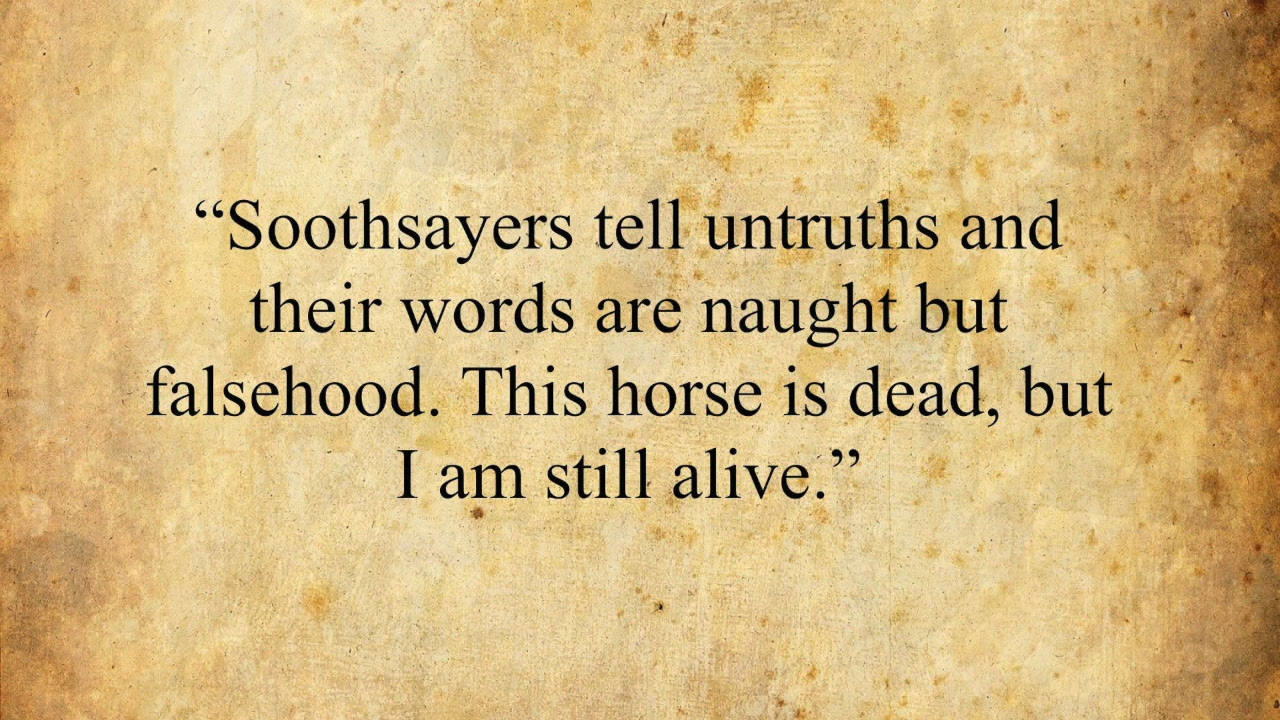 “Soothsayers tell untruths and
their words are naught but
falsehood. This horse is dead, but
I am still alive.”